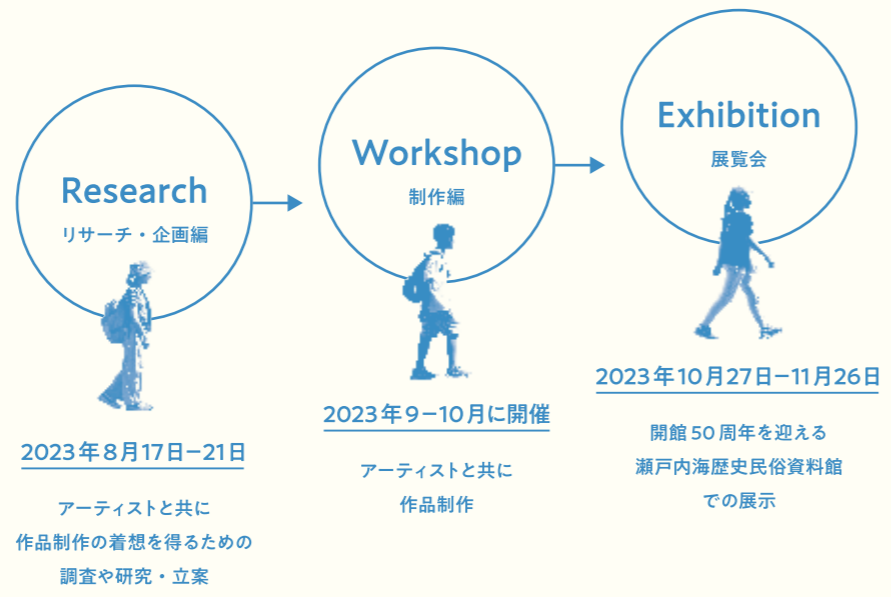 Research
リサーチ・企画編
2023年8月17日−21日
アーティストと共に
作品制作の着想を得るための
調査や研究・立案
Workshop
制作編
2023年9−10月に開催
アーティストと共に
作品制作
Exhibition
展覧会
2023年10月27日−11月26日
開館50周年を迎える
瀬戸内海歴史民俗資料館
での展示